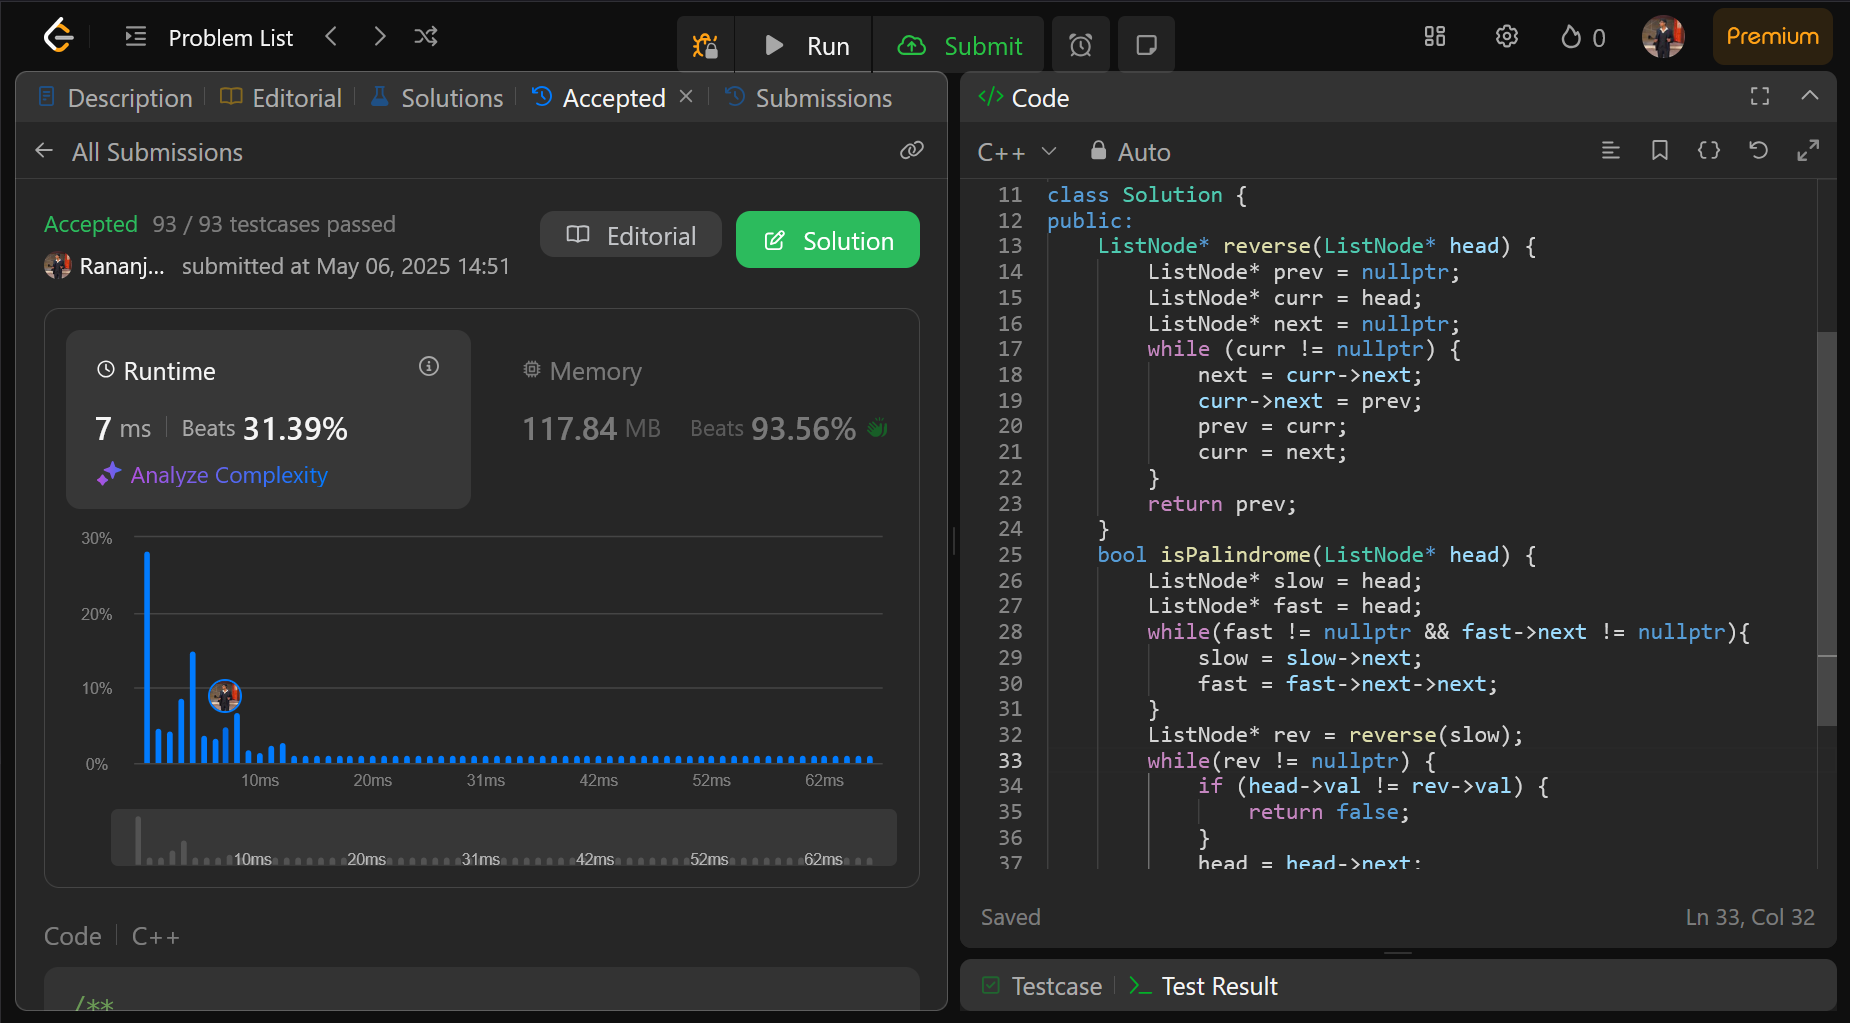 Problem List
Run
Submit
0
Premium
Description
Editorial
Solutions
Accepted
Submissions
All Submissions
Accepted 93 / 93 testcases passed
Rananj... submitted at May 06, 2025 14:51
Editorial
Solution
Runtime
7 ms Beats 31.39%
Analyze Complexity
Memory
117.84 MB Beats 93.56%
30%
20%
10%
0%
10ms 20ms 31ms 42ms 52ms 62ms
10ms 20ms 31ms 42ms 52ms 62ms
Code C++
/**
</> Code
C++ Auto
11 class Solution {
12 public:
13 ListNode* reverse(ListNode* head) {
14 ListNode* prev = nullptr;
15 ListNode* curr = head;
16 ListNode* next = nullptr;
17 while (curr != nullptr) {
18 next = curr->next;
19 curr->next = prev;
20 prev = curr;
21 curr = next;
22 }
23 return prev;
24 }
25 bool isPalindrome(ListNode* head) {
26 ListNode* slow = head;
27 ListNode* fast = head;
28 while(fast != nullptr && fast->next != nullptr){
29 slow = slow->next;
30 fast = fast->next->next;
31 }
32 ListNode* rev = reverse(slow);
33 while(rev != nullptr) {
34 if (head->val != rev->val) {
35 return false;
36 }
37 head = head->next;
Saved
Ln 33, Col 32
Testcase
Test Result